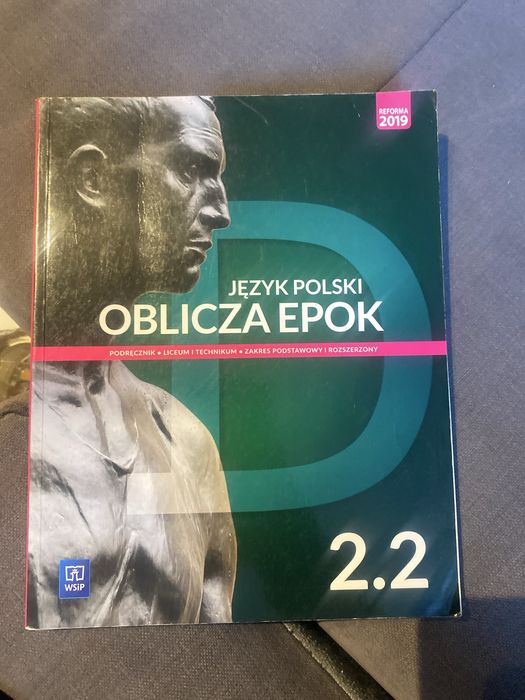 REFORMA
2019
JĘZYK POLSKI
OBLICZA EPOK
PODRĘCZNIK • LICEUM I TECHNIKUM • ZAKRES PODSTAWOWY I ROZSZERZONY
2.2
WSiP